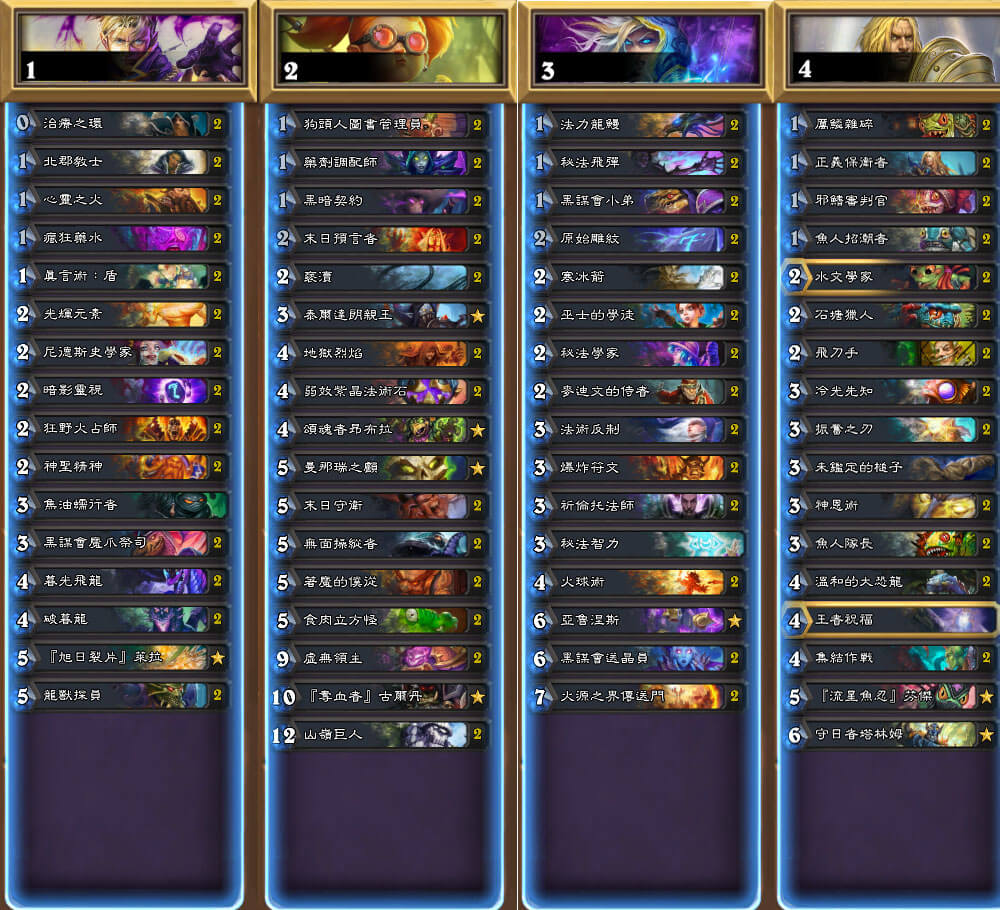 1
0 治療之環 2
1 北郡教士 2
1 心靈之火 2
1 瘋狂藥水 2
1 真言術：盾 2
2 光輝元素 2
2 尼德斯史學家 2
2 暗影靈視 2
2 狂野火占師 2
2 神聖精神 2
3 焦油蠕行者
3 黑謀會魔爪祭司 2
4 暮光飛龍 2
4 破暮龍 2
5 『旭日裂片』萊拉
5 龍獸探員 2
2
1 狗頭人圖書管理員 2
1 藥劑調配師 2
1 黑暗契約 2
2 末日預言者 2
2 褻瀆 2
3 泰爾達朗親王
4 地獄烈焰 2
4 弱效紫晶法術石 2
4 頌魂者昂布拉
5 曼那瑞之顱
5 末日守衛 2
5 無面操縱者 2
5 著魔的僕從 2
5 食肉立方怪 2
9 虛無領主 2
10 『奪血者』古爾丹
12 山嶺巨人 2
3
1 法力龍鰻 2
1 秘法飛彈 2
1 黑謀會小弟 2
2 原始雕紋 2
2 寒冰箭 2
2 巫士的學徒 2
2 秘法學家 2
2 麥迪文的侍者 2
3 法術反制 2
3 爆炸符文 2
3 祈倫托法師 2
3 秘法智力
4 火球術 2
6 亞魯涅斯
6 黑謀會送晶員 2
7 火源之界傳送門 2
4
1 厲鱗雜碎 2
1 正義保衛者 2
1 邪鰭審判官 2
1 魚人招潮者 2
2 水文學家 2
2 石塘獵人 2
2 飛刀手 2
3 冷光先知 2
3 振奮之刃 2
3 未鑑定的槌子
3 神恩術 2
3 魚人隊長 2
4 溫和的大恐龍 2
4 王者祝福
4 集結作戰 2
5 『流星魚忍』芬傑
6 守日者塔林姆